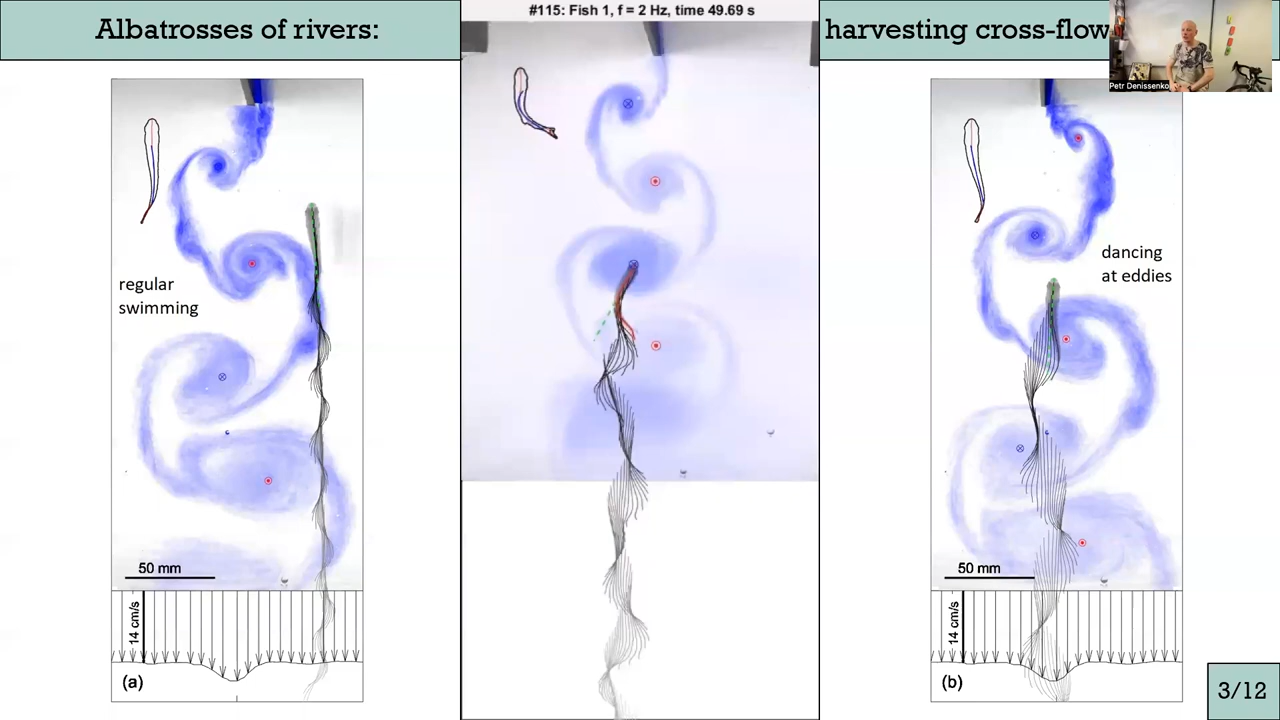 Albatrosses of rivers:
#115: Fish 1, f = 2 Hz, time 49.69 s
harvesting cross-flow
Petr Denissenko
regular
swimming
50 mm
14 cm/s
(a)
dancing
at eddies
50 mm
14 cm/s
(b)
3/12